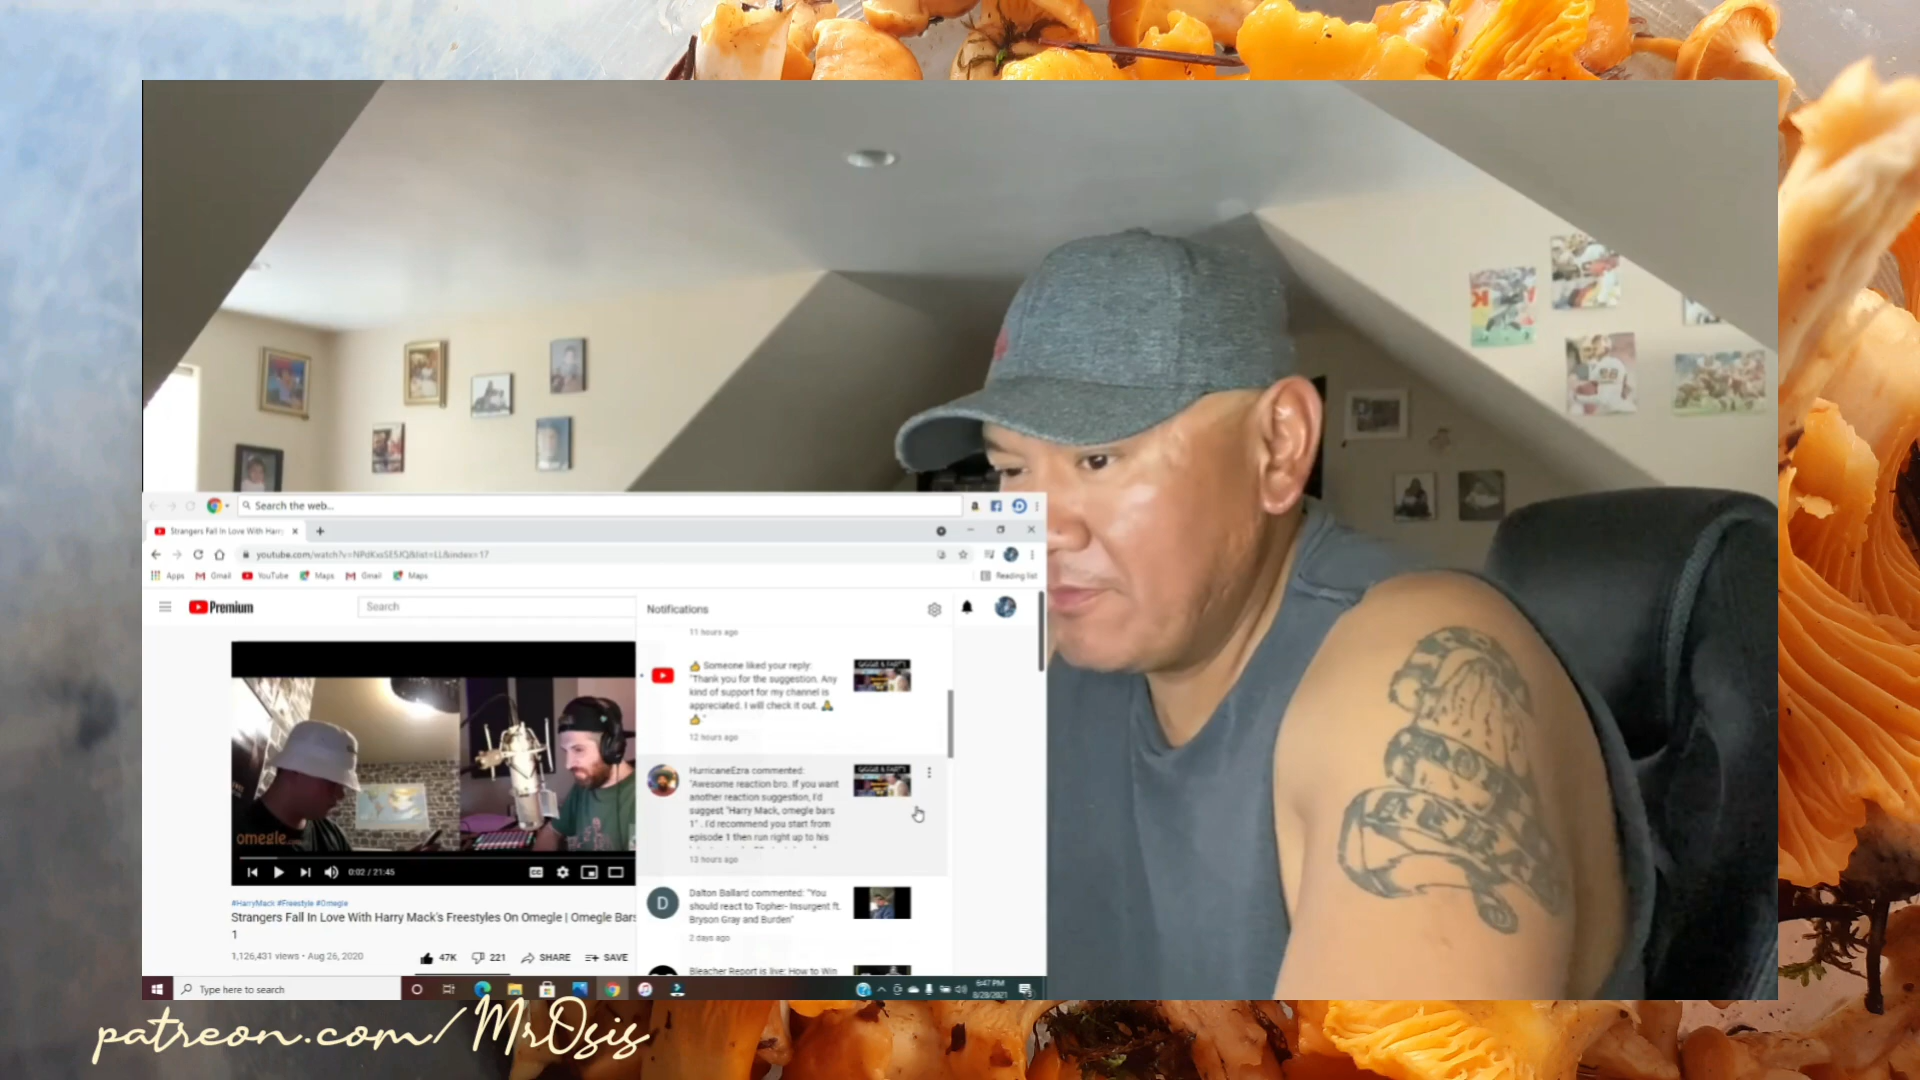 Search the web...
Strangers Fall In Love With Harry
youtube.com/watch?v=NPdKxsSE5JQ&list=LL&index=17
Apps
Gmail
YouTube
Maps
Gmail
Maps
Reading list
Premium
Search
Notifications
11 hours ago
👍 Someone liked your reply:
"Thank you for the suggestion. Any
kind of support for my channel is
appreciated. I will check it out. 🙏
👍"
12 hours ago
HurricaneEzra commented:
"Awesome reaction bro. If you want
another reaction suggestion, I'd
suggest "Harry Mack, omegle bars
1" . I'd recommend you start from
episode 1 then run right up to his
13 hours ago
D
Dalton Ballard commented: "You
should react to Topher- Insurgent ft.
Bryson Gray and Burden"
2 days ago
Bleacher Report is live: How to Win
omegle
0:02 / 21:45
#HarryMack #Freestyle #Omegle
Strangers Fall In Love With Harry Mack's Freestyles On Omegle | Omegle Bars
1
1,126,431 views • Aug 26, 2020
47K
221
SHARE
SAVE
Type here to search
6:47 PM
8/28/2021
patreon.com/MrOsis